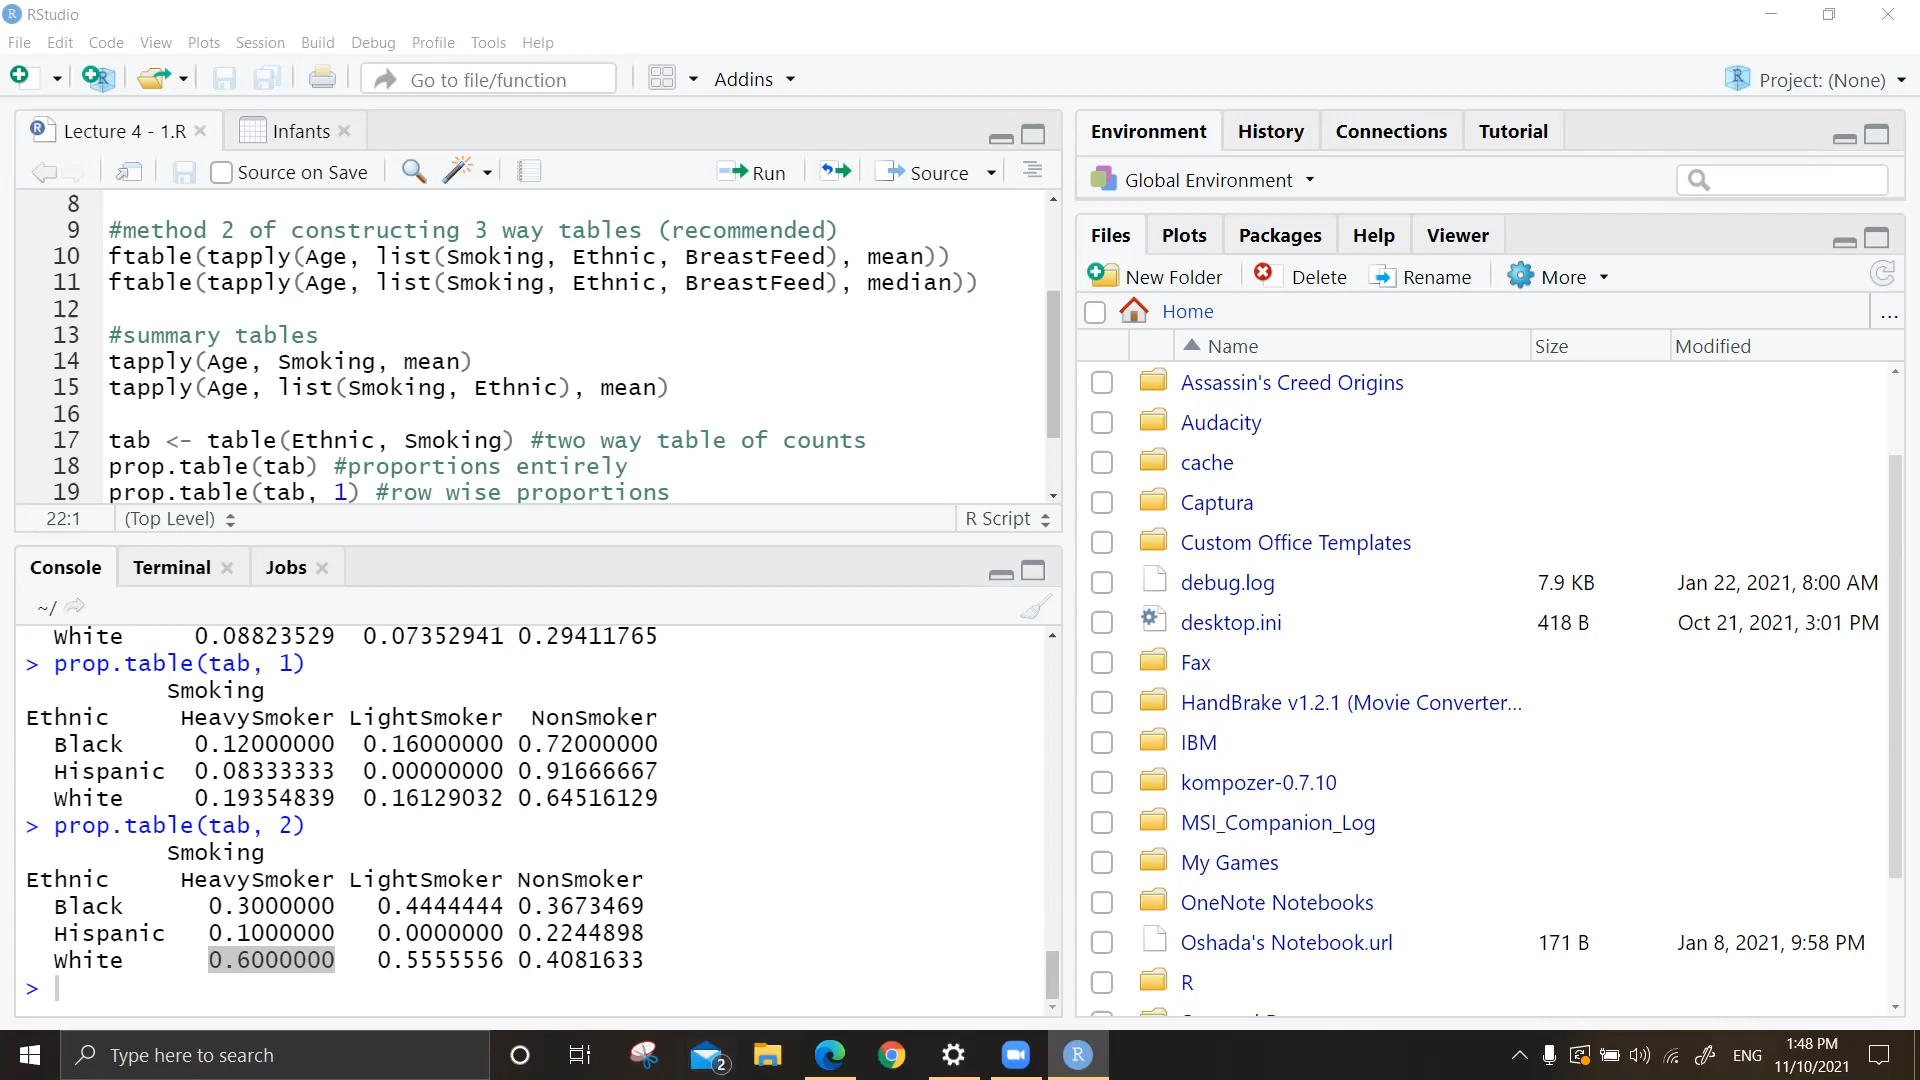 RStudio
File Edit Code View Plots Session Build Debug Profile Tools Help
Go to file/function Addins Project: (None)
Lecture 4 - 1.R Infants
Source on Save Run Source
8
9 #method 2 of constructing 3 way tables (recommended)
10 ftable(tapply(Age, list(Smoking, Ethnic, BreastFeed), mean))
11 ftable(tapply(Age, list(Smoking, Ethnic, BreastFeed), median))
12
13 #summary tables
14 tapply(Age, Smoking, mean)
15 tapply(Age, list(Smoking, Ethnic), mean)
16
17 tab <- table(Ethnic, Smoking) #two way table of counts
18 prop.table(tab) #proportions entirely
19 prop.table(tab, 1) #row wise proportions
22:1 (Top Level) R Script
Console Terminal Jobs
~/
White 0.08823529 0.07352941 0.29411765
> prop.table(tab, 1)
Smoking
Ethnic HeavySmoker LightSmoker NonSmoker
Black 0.12000000 0.16000000 0.72000000
Hispanic 0.08333333 0.00000000 0.91666667
White 0.19354839 0.16129032 0.64516129
> prop.table(tab, 2)
Smoking
Ethnic HeavySmoker LightSmoker NonSmoker
Black 0.3000000 0.4444444 0.3673469
Hispanic 0.1000000 0.0000000 0.2244898
White 0.6000000 0.5555556 0.4081633
>
Environment History Connections Tutorial
Global Environment
Files Plots Packages Help Viewer
New Folder Delete Rename More
Home ...
Name Size Modified
Assassin's Creed Origins
Audacity
cache
Captura
Custom Office Templates
debug.log 7.9 KB Jan 22, 2021, 8:00 AM
desktop.ini 418 B Oct 21, 2021, 3:01 PM
Fax
HandBrake v1.2.1 (Movie Converter...
IBM
kompozer-0.7.10
MSI_Companion_Log
My Games
OneNote Notebooks
Oshada's Notebook.url 171 B Jan 8, 2021, 9:58 PM
R
Type here to search 2 R ENG 1:48 PM
11/10/2021